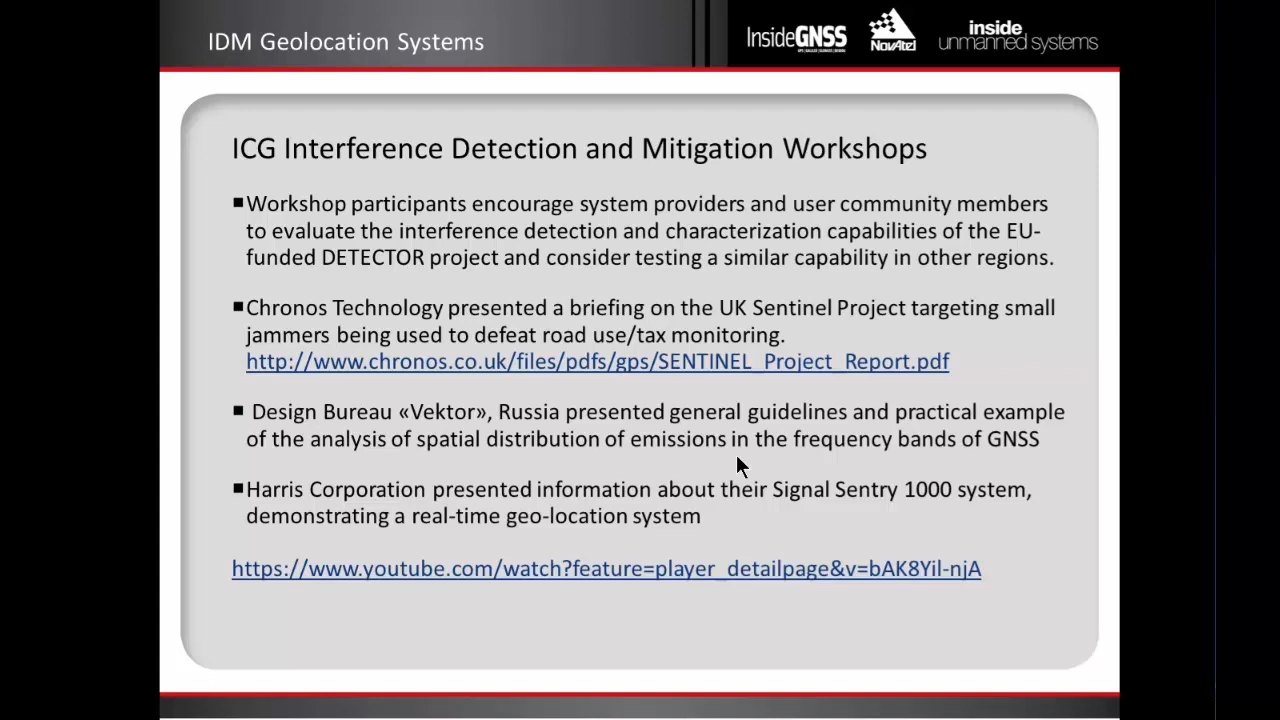 IDM Geolocation Systems
InsideGNSS
NovAtel
inside
unmanned systems
ICG Interference Detection and Mitigation Workshops
▪Workshop participants encourage system providers and user community members
to evaluate the interference detection and characterization capabilities of the EU-
funded DETECTOR project and consider testing a similar capability in other regions.
▪Chronos Technology presented a briefing on the UK Sentinel Project targeting small
jammers being used to defeat road use/tax monitoring.
http://www.chronos.co.uk/files/pdfs/gps/SENTINEL_Project_Report.pdf
▪ Design Bureau «Vektor», Russia presented general guidelines and practical example
of the analysis of spatial distribution of emissions in the frequency bands of GNSS
▪Harris Corporation presented information about their Signal Sentry 1000 system,
demonstrating a real-time geo-location system
https://www.youtube.com/watch?feature=player_detailpage&v=bAK8Yil-njA